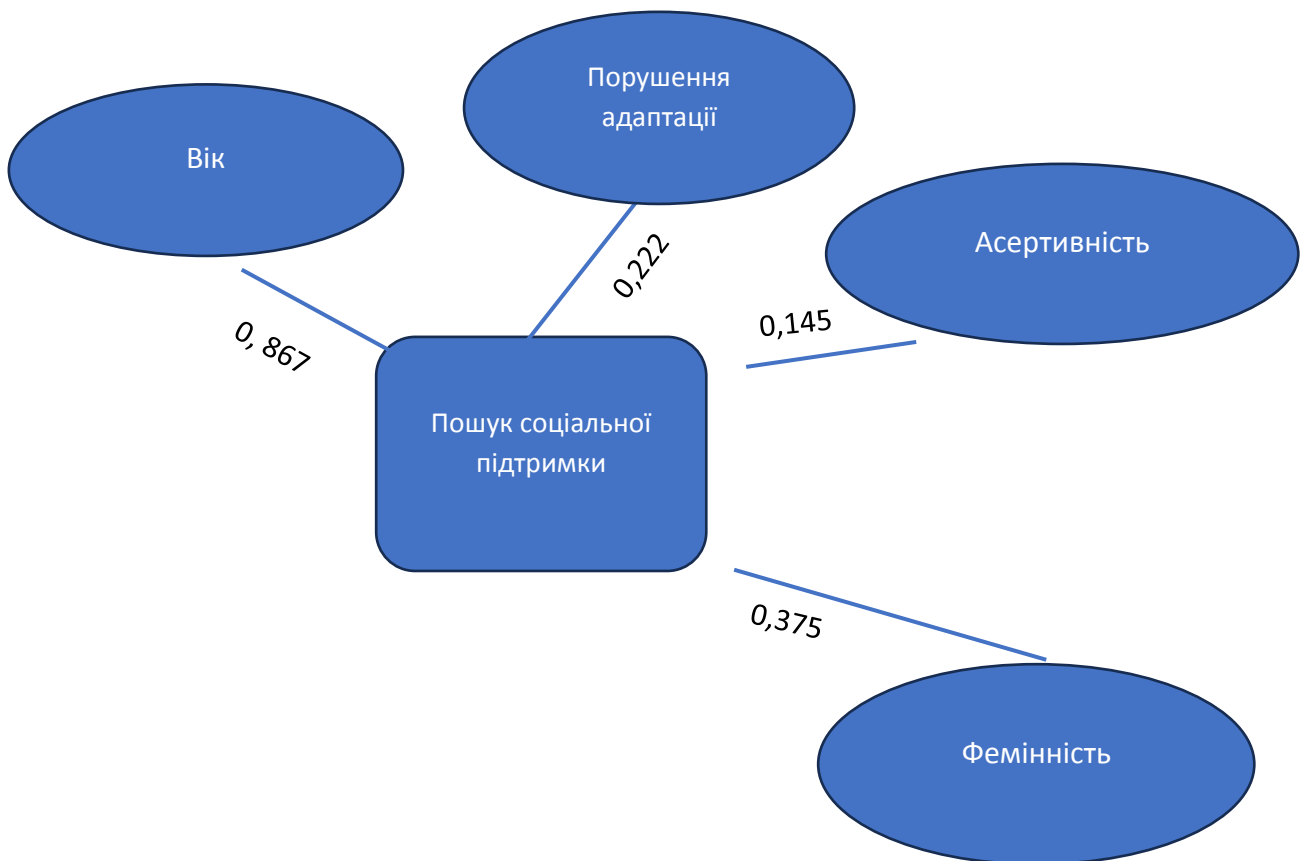 Порушення
адаптації
Вік
Асертивність
0,222
0,145
0, 867
Пошук соціальної
підтримки
0,375
Фемінність